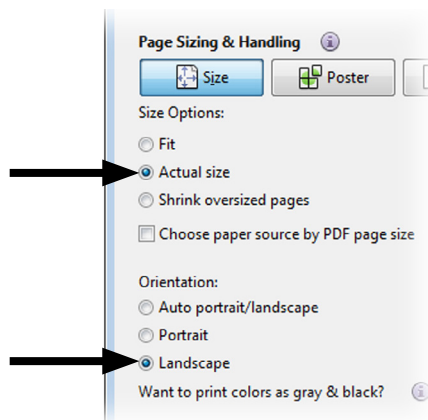 Page Sizing & Handling
Size Poster
Size Options:
Fit
Actual size
Shrink oversized pages
Choose paper source by PDF page size
Orientation:
Auto portrait/landscape
Portrait
Landscape
Want to print colors as gray & black?